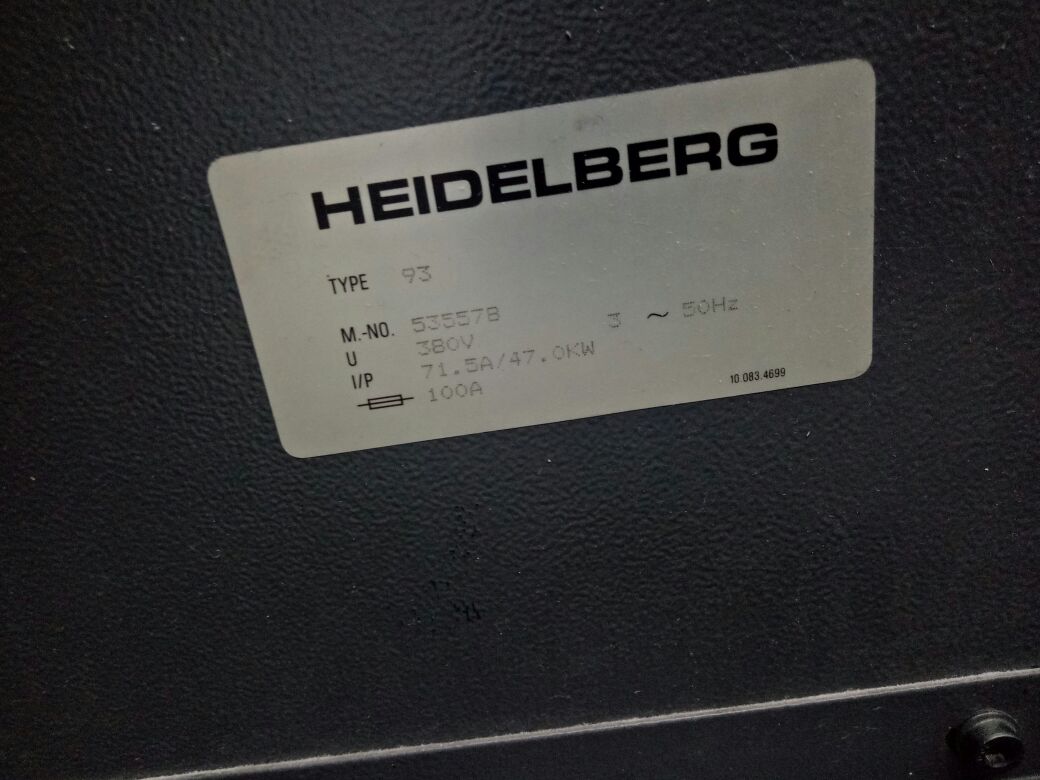 HEIDELBERG
TYPE 93
M.-NO. 535578
U 380V 3 ~ 50Hz
I/P 71.5A/47.0KW
100A
10.083.4699